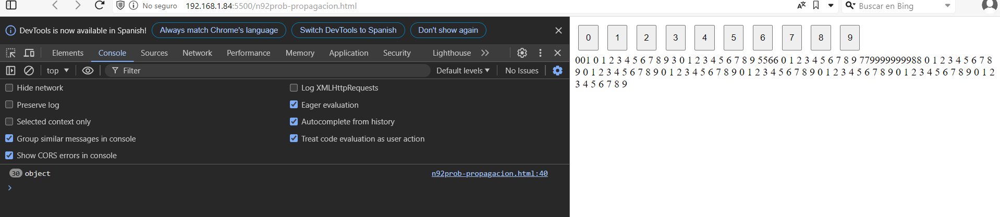 No seguro 192.168.1.84:5500/n92prob-propagacion.html
Buscar en Bing
DevTools is now available in Spanish! Always match Chrome's language Switch DevTools to Spanish Don't show again
Elements Console Sources Network Performance Memory Application Security Lighthouse
top Filter Default levels No Issues
Hide network Log XMLHttpRequests
Preserve log Eager evaluation
Selected context only Autocomplete from history
Group similar messages in console Treat code evaluation as user action
Show CORS errors in console
30 object n92prob-propagacion.html:40
0 1 2 3 4 5 6 7 8 9
001 0 1 2 3 4 5 6 7 8 9 3 0 1 2 3 4 5 6 7 8 9 5566 0 1 2 3 4 5 6 7 8 9 779999999988 0 1 2 3 4 5 6 7 8
9 0 1 2 3 4 5 6 7 8 9 0 1 2 3 4 5 6 7 8 9 0 1 2 3 4 5 6 7 8 9 0 1 2 3 4 5 6 7 8 9 0 1 2 3 4 5 6 7 8 9 0 1 2
3 4 5 6 7 8 9